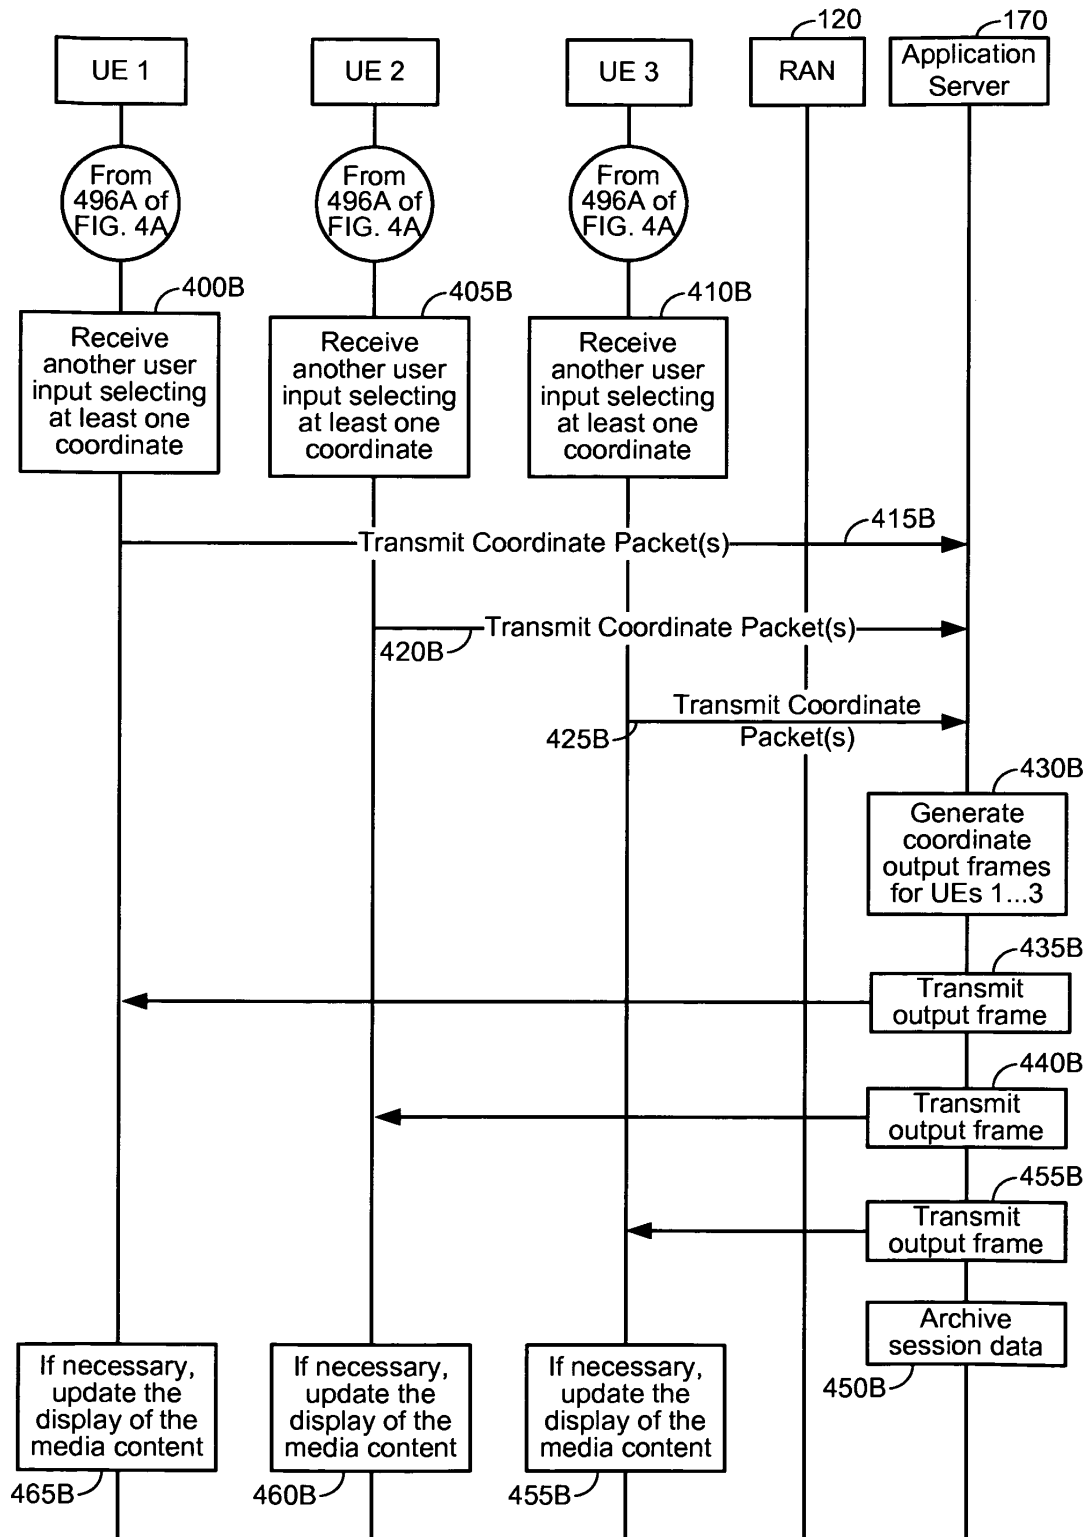 120
170
UE 1
UE 2
UE 3
RAN
Application
Server
From
496A of
FIG. 4A
From
496A of
FIG. 4A
From
496A of
FIG. 4A
400B
405B
410B
Receive
another user
input selecting
at least one
coordinate
Receive
another user
input selecting
at least one
coordinate
Receive
another user
input selecting
at least one
coordinate
415B
Transmit Coordinate Packet(s)
Transmit Coordinate Packet(s)
420B
Transmit Coordinate
Packet(s)
425B
430B
Generate
coordinate
output frames
for UEs 1...3
435B
Transmit
output frame
440B
Transmit
output frame
455B
Transmit
output frame
Archive
session data
450B
If necessary,
update the
display of the
media content
If necessary,
update the
display of the
media content
If necessary,
update the
display of the
media content
465B
460B
455B